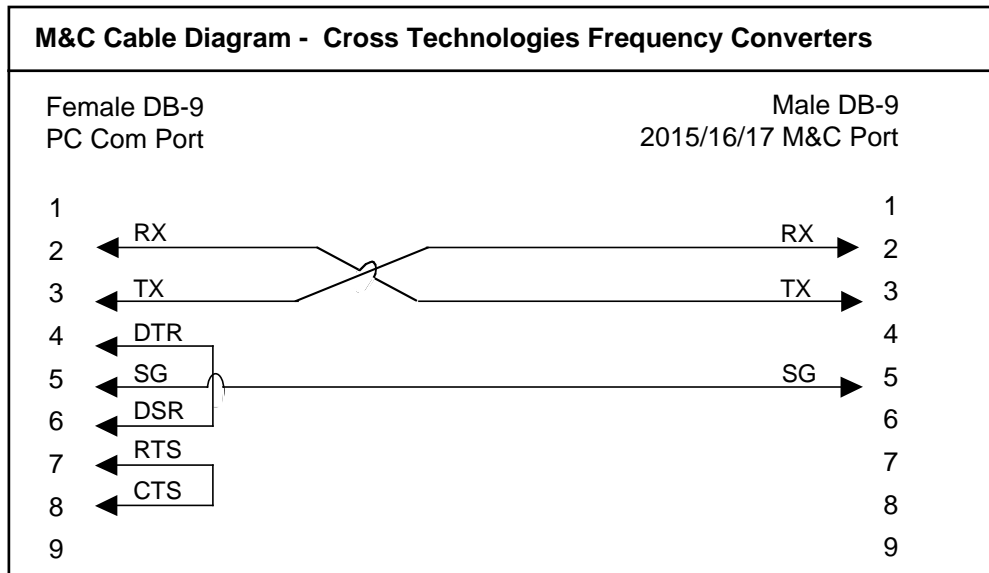 M&C Cable Diagram - Cross Technologies Frequency Converters
Female DB-9
PC Com Port
Male DB-9
2015/16/17 M&C Port
1 1
2 RX RX 2
3 TX TX 3
4 DTR 4
5 SG SG 5
6 DSR 6
7 RTS 7
8 CTS 8
9 9